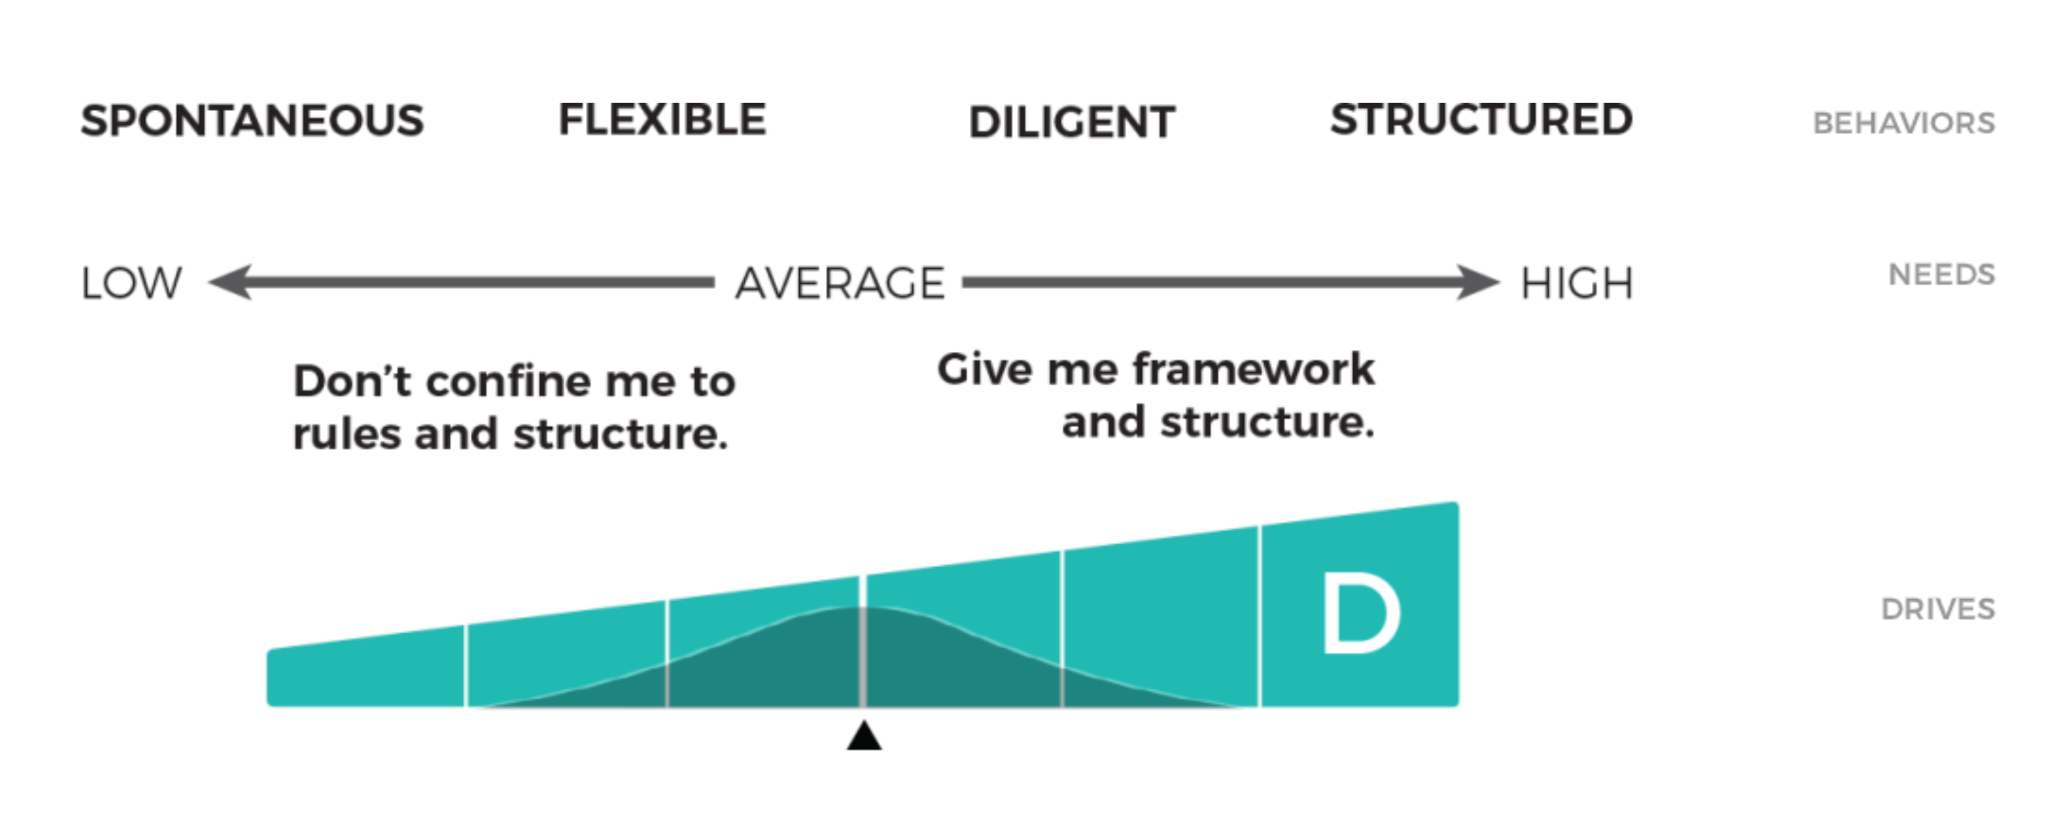 SPONTANEOUS FLEXIBLE DILIGENT STRUCTURED BEHAVIORS
LOW AVERAGE HIGH NEEDS
Don’t confine me to
rules and structure.
Give me framework
and structure.
D DRIVES